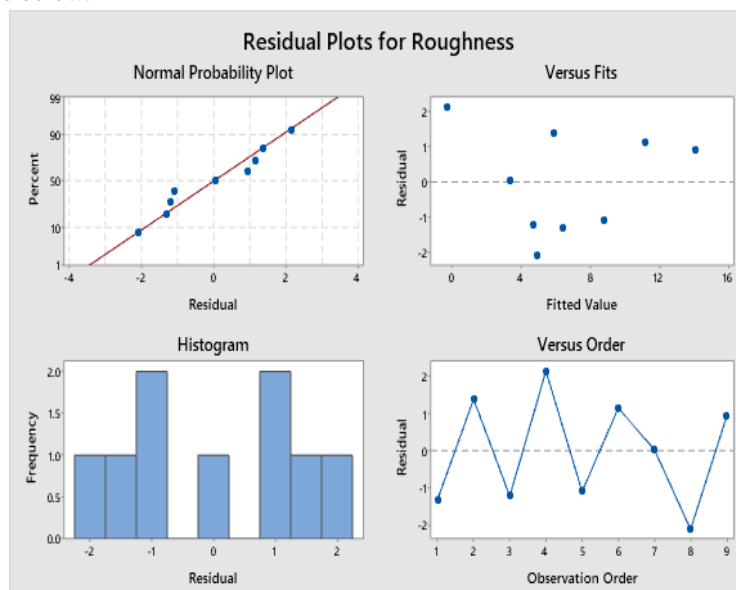 Residual Plots for Roughness
Normal Probability Plot
99
90
50
10
1
Percent
-4 -2 0 2 4
Residual
Versus Fits
2
1
0
-1
-2
Residual
0 4 8 12 16
Fitted Value
Histogram
2.0
1.5
1.0
0.5
0.0
Frequency
-2 -1 0 1 2
Residual
Versus Order
2
1
0
-1
-2
Residual
1 2 3 4 5 6 7 8 9
Observation Order